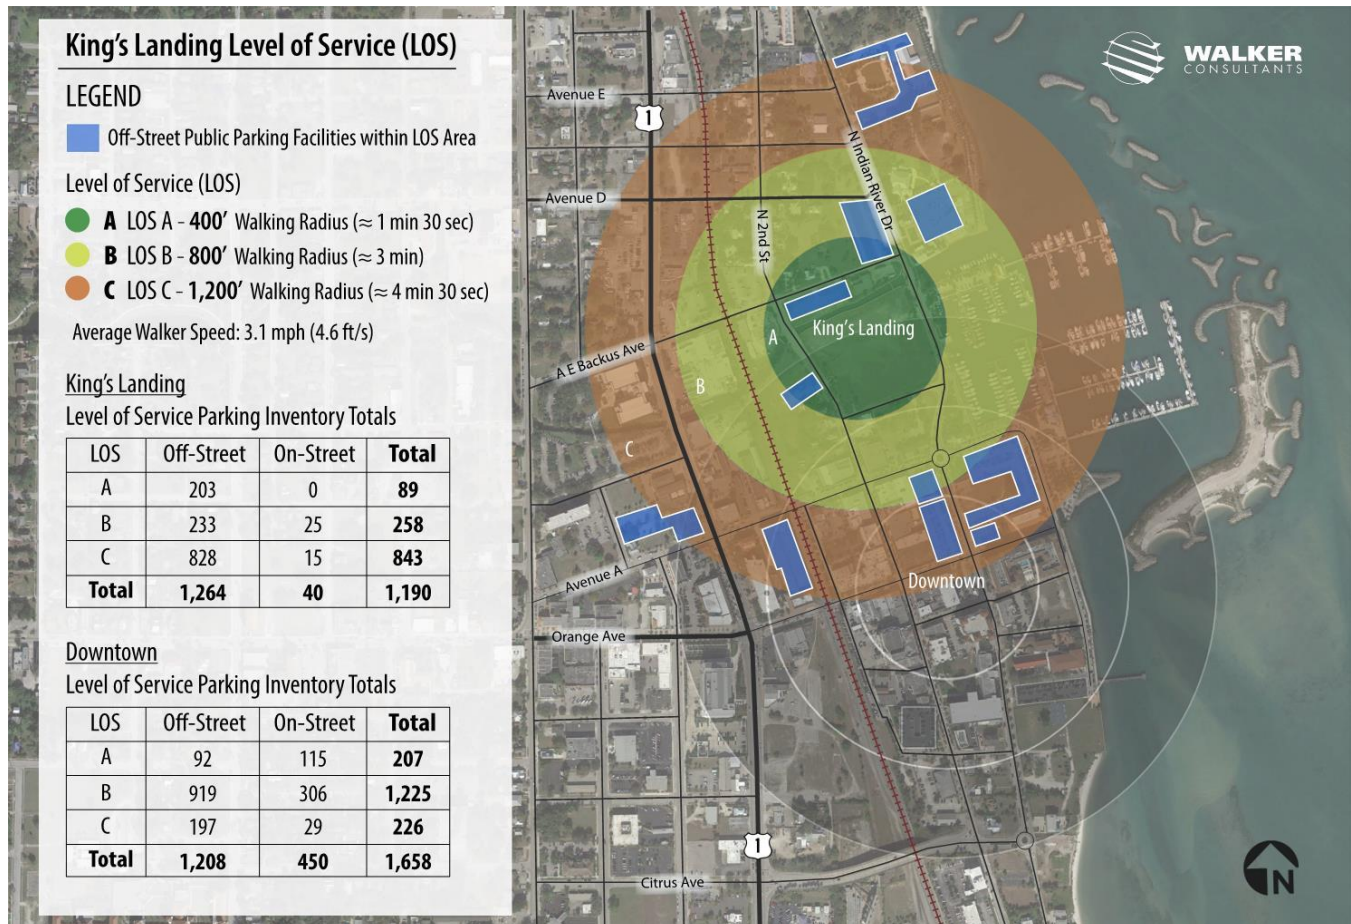 King's Landing Level of Service (LOS)
LEGEND
Off-Street Public Parking Facilities within LOS Area
Level of Service (LOS)
A LOS A - 400' Walking Radius (≈ 1 min 30 sec)
B LOS B - 800' Walking Radius (≈ 3 min)
C LOS C - 1,200' Walking Radius (≈ 4 min 30 sec)
Average Walker Speed: 3.1 mph (4.6 ft/s)
King's Landing
Level of Service Parking Inventory Totals
LOS Off-Street On-Street Total
A 203 0 89
B 233 25 258
C 828 15 843
Total 1,264 40 1,190
Downtown
Level of Service Parking Inventory Totals
LOS Off-Street On-Street Total
A 92 115 207
B 919 306 1,225
C 197 29 226
Total 1,208 450 1,658
WALKER
CONSULTANTS
Avenue E
1
N Indian River Dr
Avenue D
N 2nd St
King's Landing
A
A E Backus Ave
B
C
Avenue A
Downtown
Orange Ave
1
Citrus Ave
N